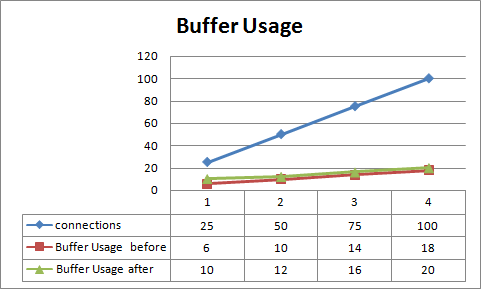 Buffer Usage
120
100
80
60
40
20
0
1 2 3 4
connections 25 50 75 100
Buffer Usage before 6 10 14 18
Buffer Usage after 10 12 16 20